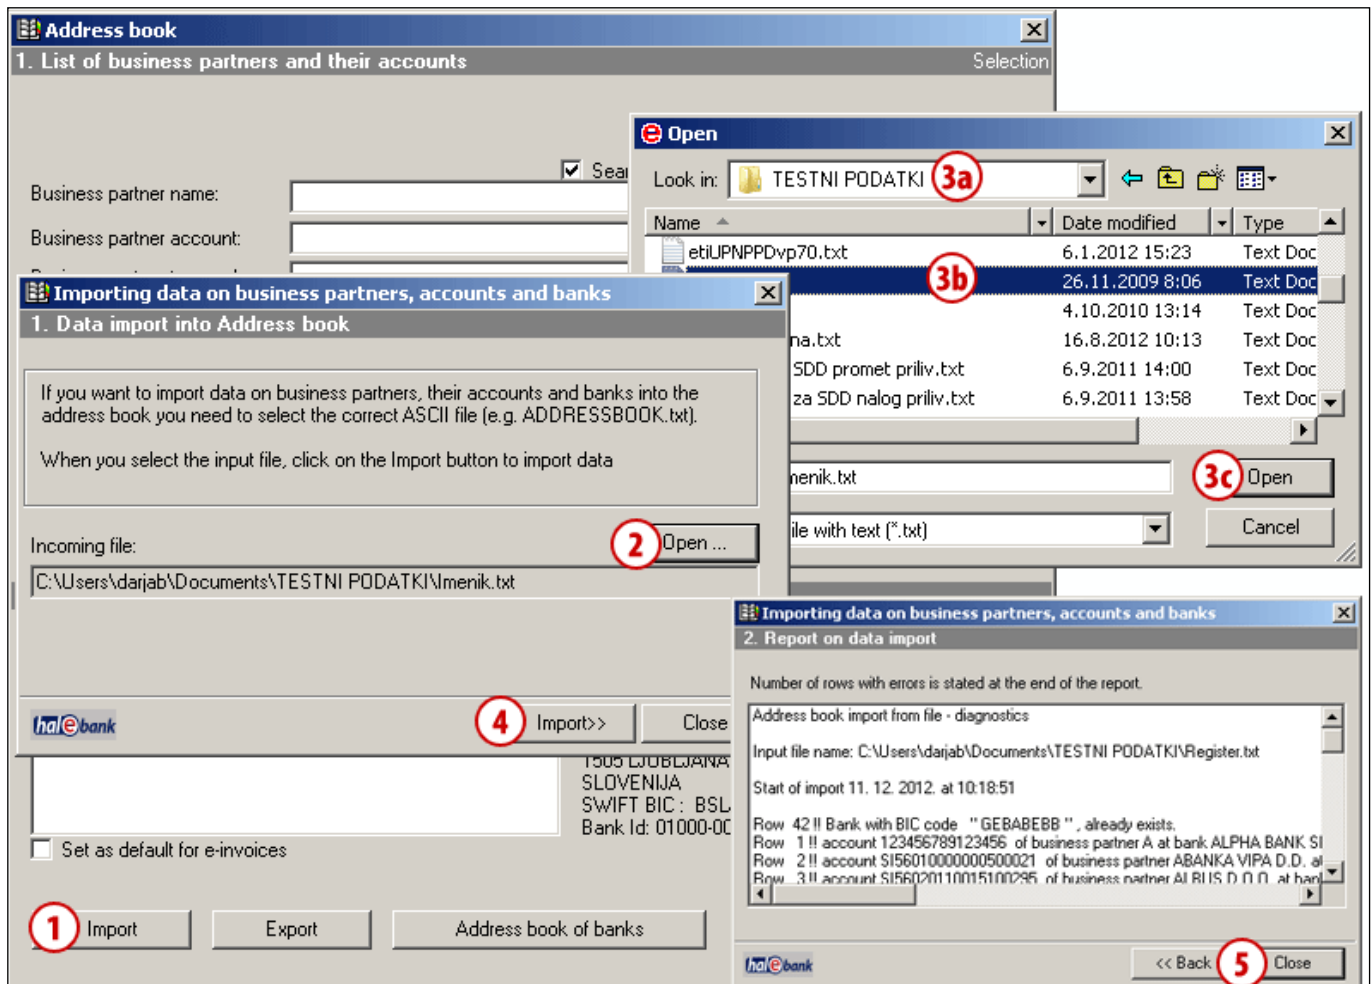 Address book
1. List of business partners and their accounts
Selection
Business partner name:
Business partner account:
Open
Look in:
TESTNI PODATKI
3a
Name
Date modified
Type
etiUPNPPDvp70.txt
6.1.2012 15:23
Text Doc
3b
26.11.2009 8:06
Text Doc
4.10.2010 13:14
Text Doc
na.txt
16.8.2012 10:13
Text Doc
SDD promet priliv.txt
6.9.2011 14:00
Text Doc
za SDD nalog priliv.txt
6.9.2011 13:58
Text Doc
menik.txt
3c
Open
ile with text (*.txt)
Cancel
Importing data on business partners, accounts and banks
1. Data import into Address book
If you want to import data on business partners, their accounts and banks into the
address book you need to select the correct ASCII file (e.g. ADDRESSBOOK.txt).
When you select the input file, click on the Import button to import data
2
Open ...
Incoming file:
C:\Users\darjab\Documents\TESTNI PODATKI\Imenik.txt
hal e bank
4
Import>>
Close
1505 LJUBLJANA
SLOVENIJA
SWIFT BIC : BSL
Bank Id: 01000-00
Set as default for e-invoices
1
Import
Export
Address book of banks
Importing data on business partners, accounts and banks
2. Report on data import
Number of rows with errors is stated at the end of the report.
Address book import from file - diagnostics
Input file name: C:\Users\darjab\Documents\TESTNI PODATKI\Register.txt
Start of import 11. 12. 2012. at 10:18:51
Row 42 !! Bank with BIC code " GEBABEBB " , already exists.
Row 1 !! account 123456789123456 of business partner A at bank ALPHA BANK SI
Row 2 !! account SI56010000000500021 of business partner ABANKA VIPA D.D. at
Row 3 !! account SI56020110015100295 of business partner ALBUS D.O.O. at bank
hal e bank
<< Back
5
Close